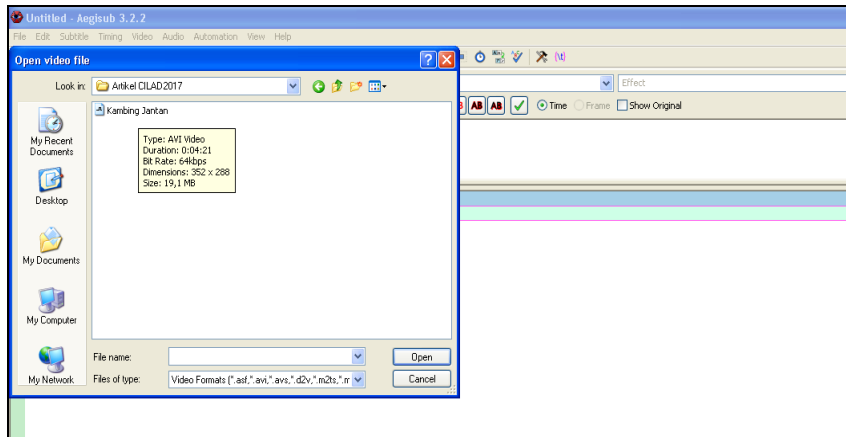 Untitled - Aegisub 3.2.2
File Edit Subtitle Timing Video Audio Automation View Help
Open video file
Look in: Artikel CILAD2017
Effect
AB AB Time Frame Show Original
Kambing Jantan
Type: AVI Video
Duration: 0:04:21
Bit Rate: 64kbps
Dimensions: 352 x 288
Size: 19,1 MB
My Recent
Documents
Desktop
My Documents
My Computer
My Network
File name:
Open
Files of type: Video Formats (*.asf,*.avi,*.avs,*.d2v,*.m2ts,*.m
Cancel